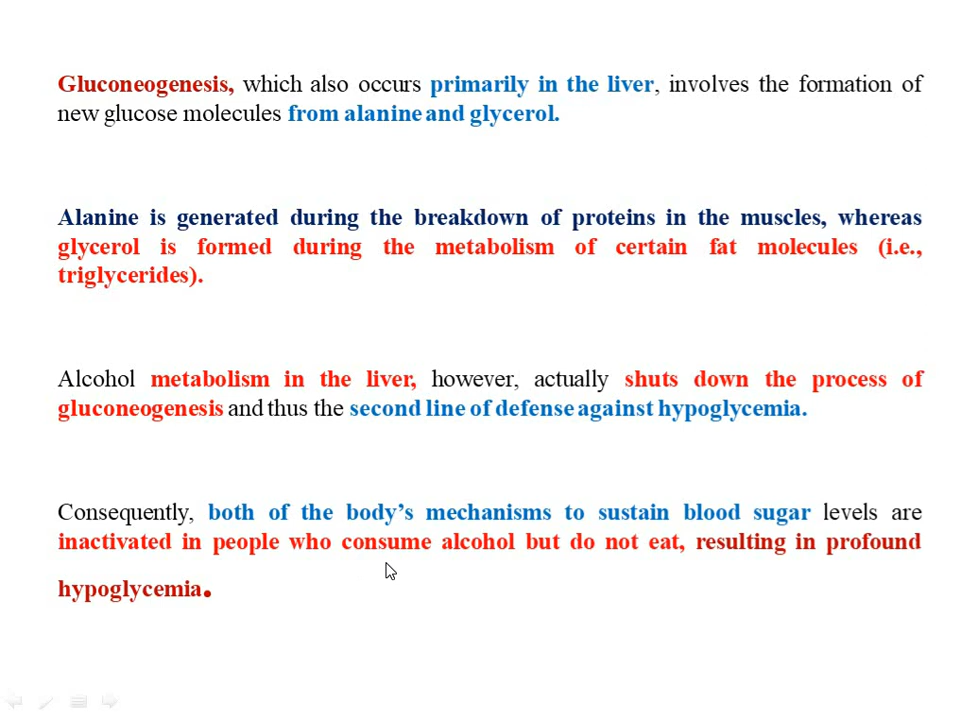 Gluconeogenesis, which also occurs primarily in the liver, involves the formation of
new glucose molecules from alanine and glycerol.
Alanine is generated during the breakdown of proteins in the muscles, whereas
glycerol is formed during the metabolism of certain fat molecules (i.e.,
triglycerides).
Alcohol metabolism in the liver, however, actually shuts down the process of
gluconeogenesis and thus the second line of defense against hypoglycemia.
Consequently, both of the body’s mechanisms to sustain blood sugar levels are
inactivated in people who consume alcohol but do not eat, resulting in profound
hypoglycemia.